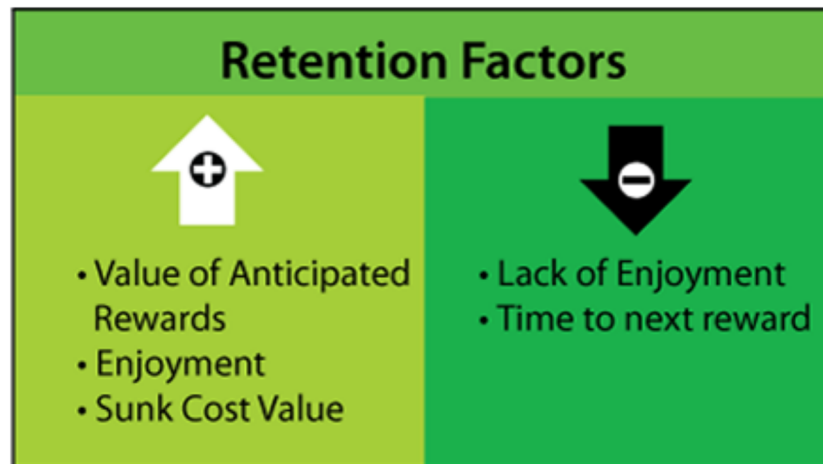 Retention Factors
• Value of Anticipated
Rewards
• Enjoyment
• Sunk Cost Value
• Lack of Enjoyment
• Time to next reward